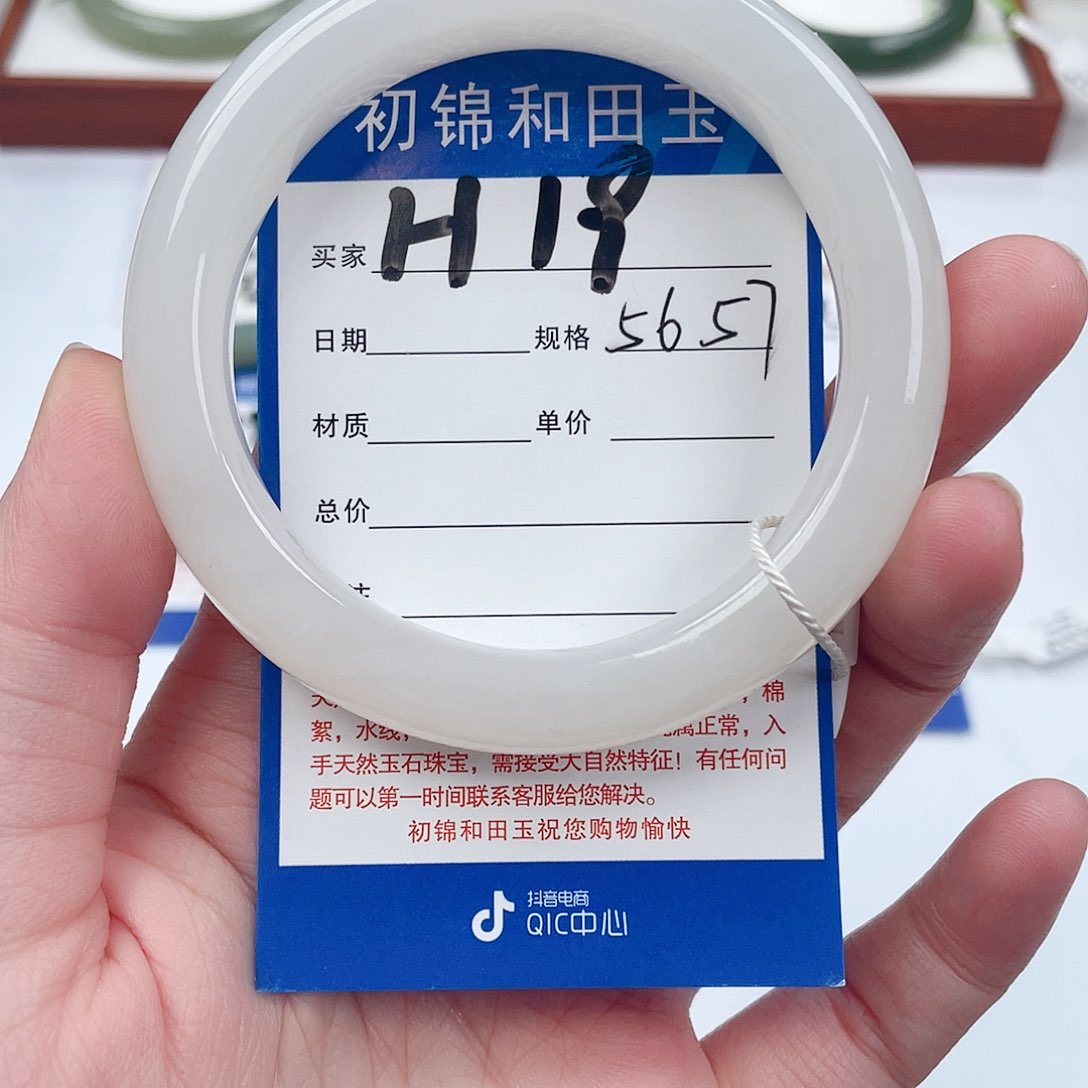 初锦和田玉
买家 H 19
日期 规格 5657
材质 单价
总价
，棉
絮，水线，属正常，入
手天然玉石珠宝，需接受大自然特征！有任何问
题可以第一时间联系客服给您解决。
初锦和田玉祝您购物愉快
抖音电商
QIC中心